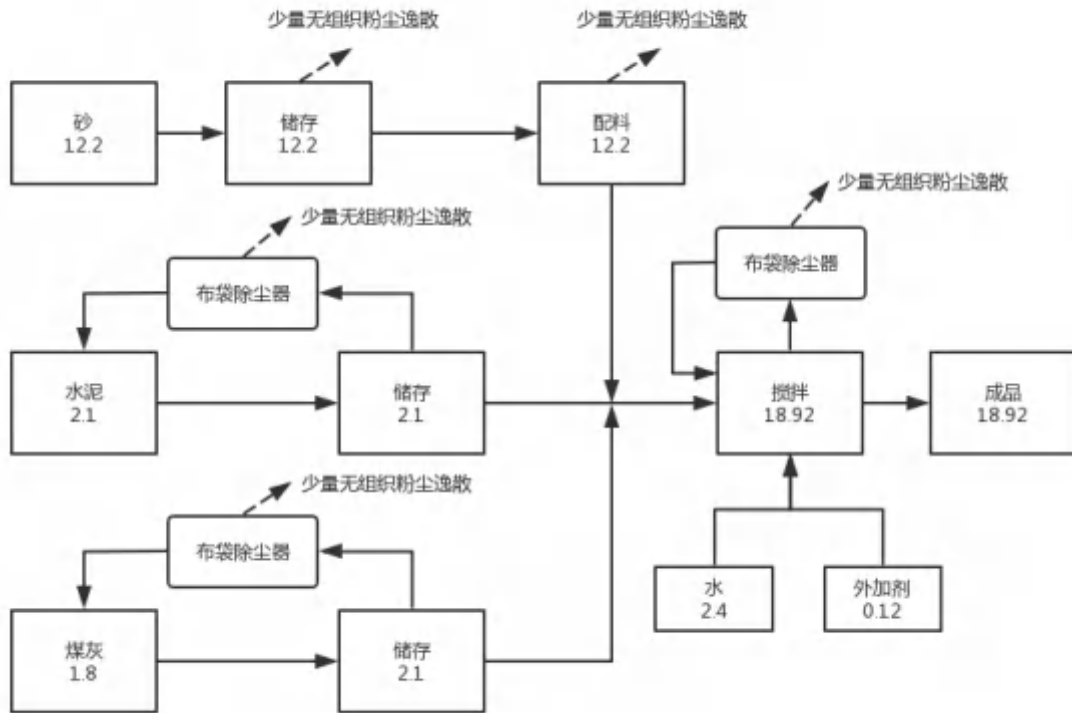 少量无组织粉尘逸散
少量无组织粉尘逸散
砂
12.2
储存
12.2
配料
12.2
少量无组织粉尘逸散
少量无组织粉尘逸散
布袋除尘器
布袋除尘器
水泥
2.1
储存
2.1
搅拌
18.92
成品
18.92
少量无组织粉尘逸散
布袋除尘器
水
2.4
外加剂
0.12
煤灰
1.8
储存
2.1